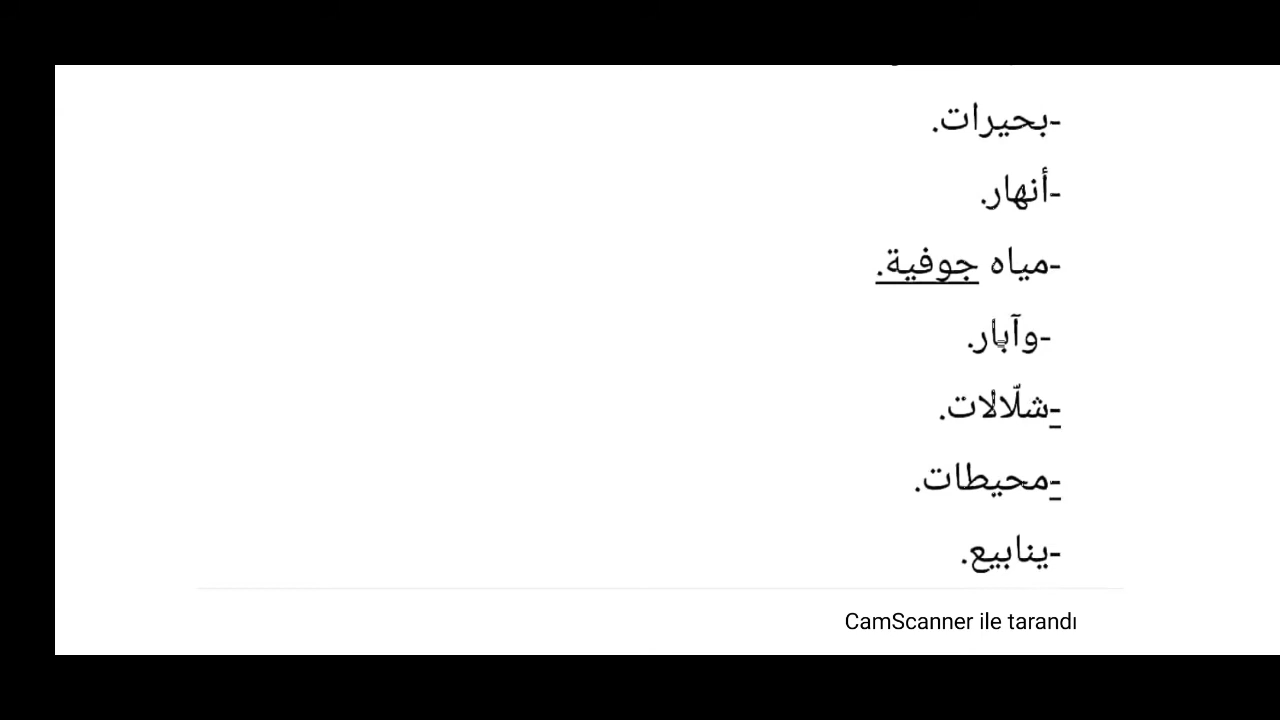 -بحيرات.
-أنهار.
-مياه جوفية.
-وآبار.
-شلّالات.
-محيطات.
-ينابيع.
CamScanner ile tarandı